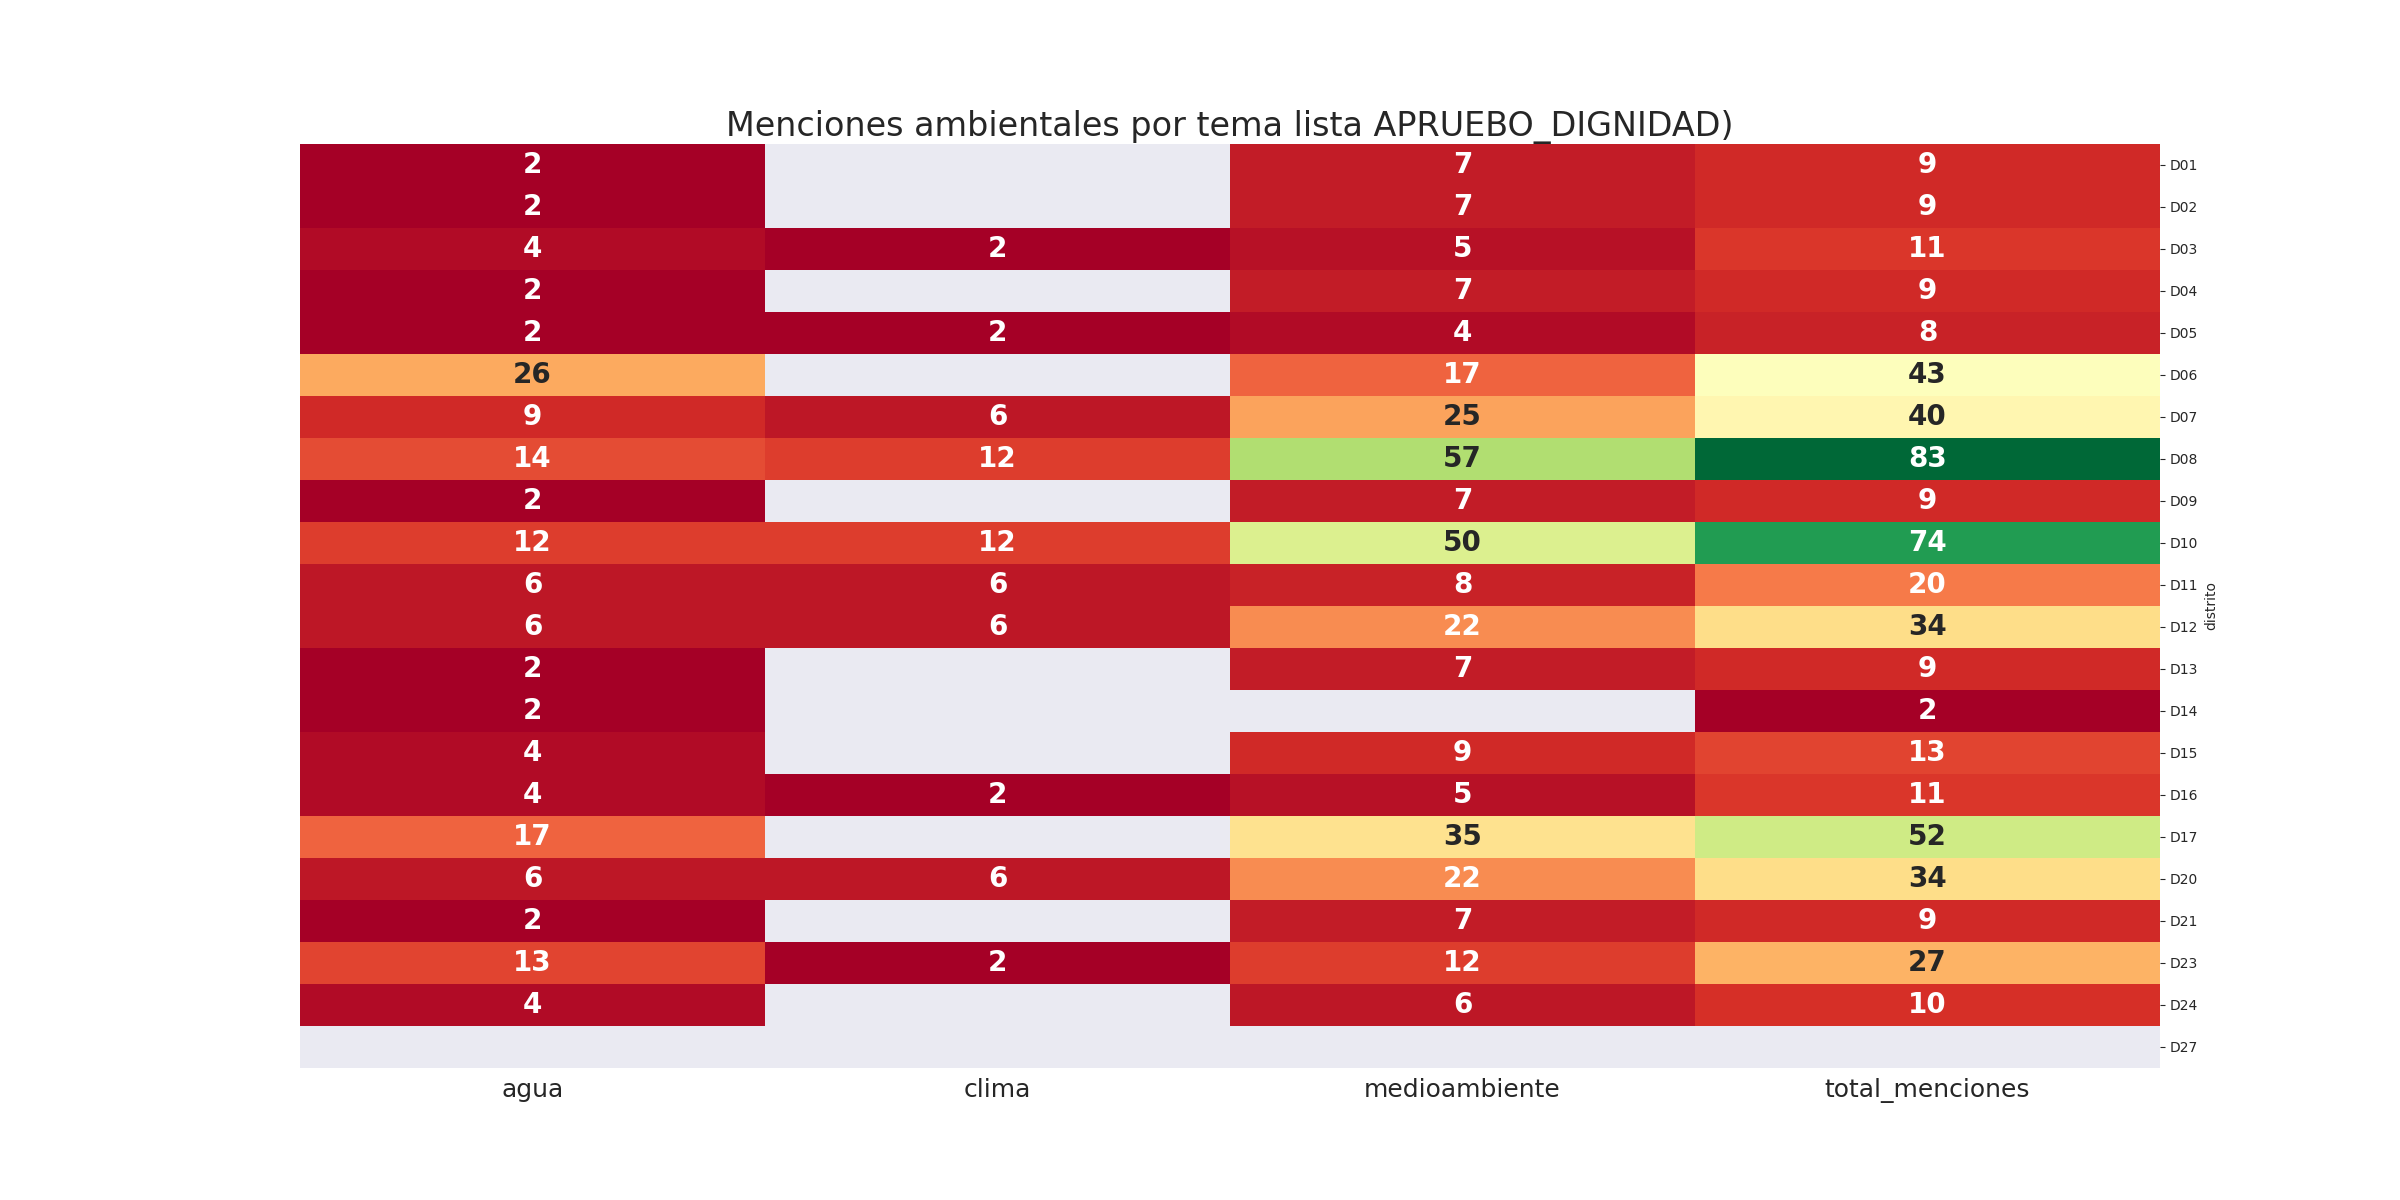 Menciones ambientales por tema lista APRUEBO_DIGNIDAD)
2 7 9 D01
2 7 9 D02
4 2 5 11 D03
2 7 9 D04
2 2 4 8 D05
26 17 43 D06
9 6 25 40 D07
14 12 57 83 D08
2 7 9 D09
12 12 50 74 D10
6 6 8 20 D11
distrito
6 6 22 34 D12
2 7 9 D13
2 2 D14
4 9 13 D15
4 2 5 11 D16
17 35 52 D17
6 6 22 34 D20
2 7 9 D21
13 2 12 27 D23
4 6 10 D24
D27
agua clima medioambiente total_menciones